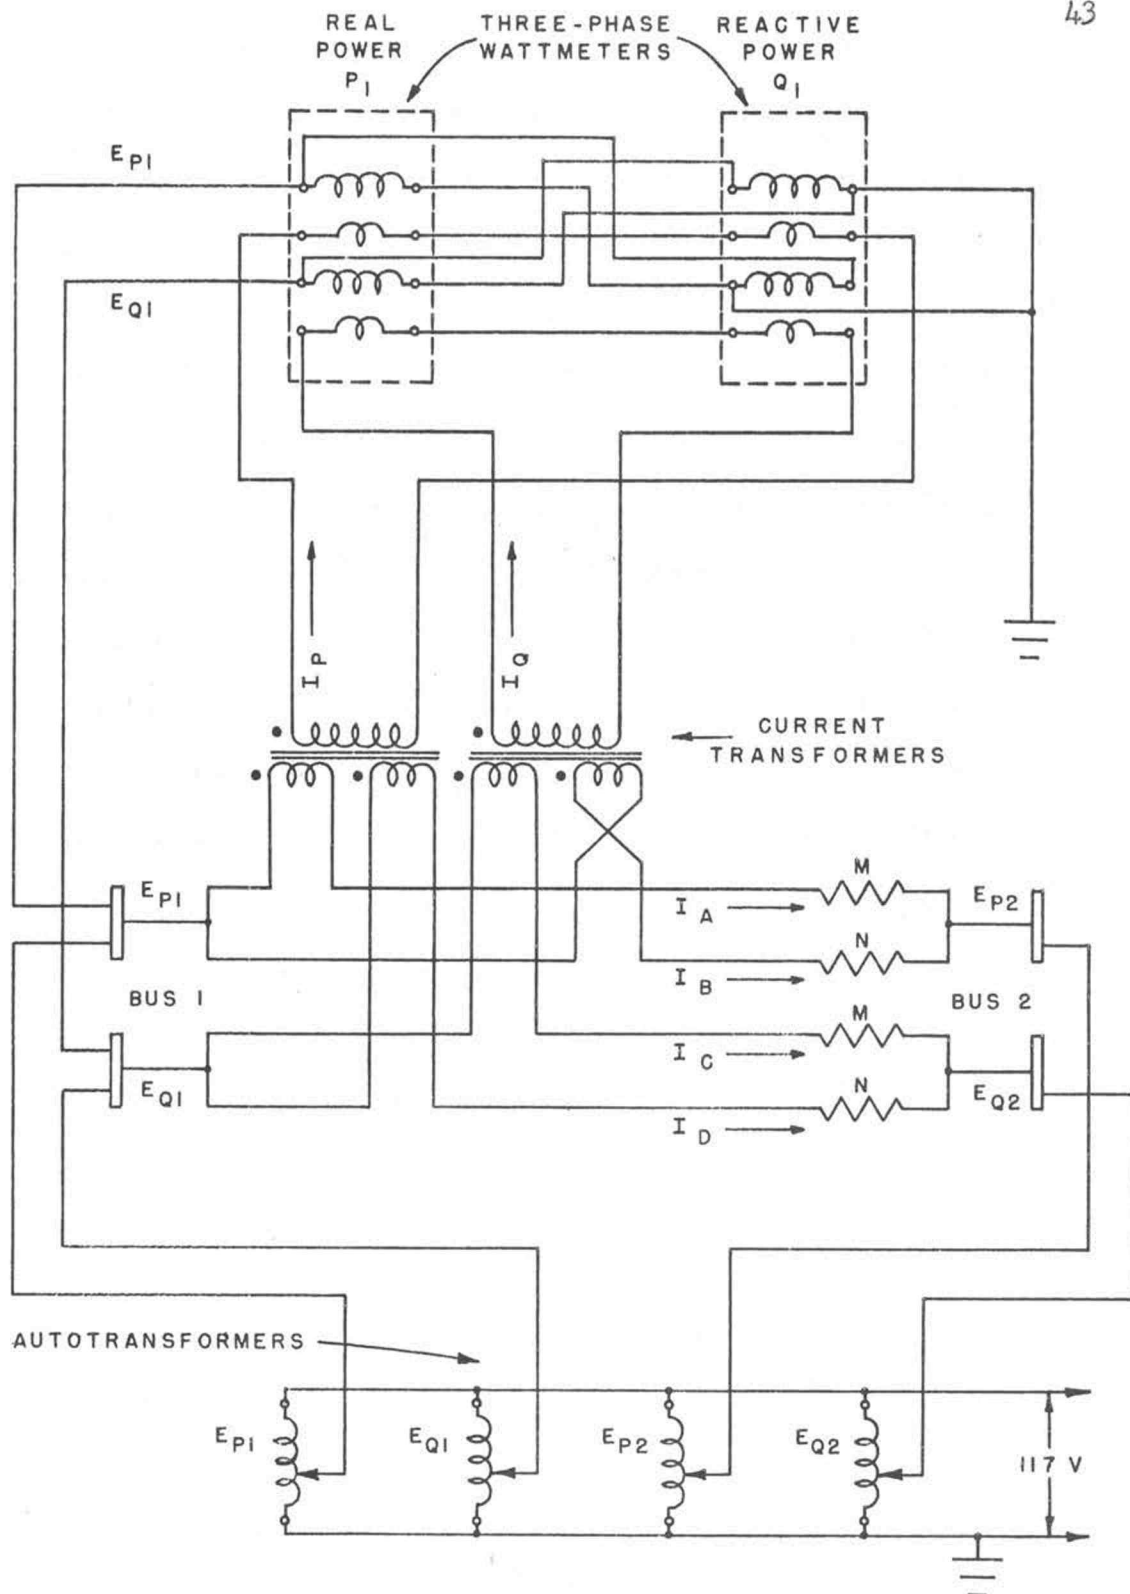 43
REAL
POWER
P1
THREE-PHASE
WATTMETERS
REACTIVE
POWER
Q1
EP1
EQ1
IP
IQ
CURRENT
TRANSFORMERS
EP1
M
EP2
IA
N
BUS 1
IB
BUS 2
M
IC
EQ1
N
EQ2
ID
AUTOTRANSFORMERS
EP1
EQ1
EP2
EQ2
117 V